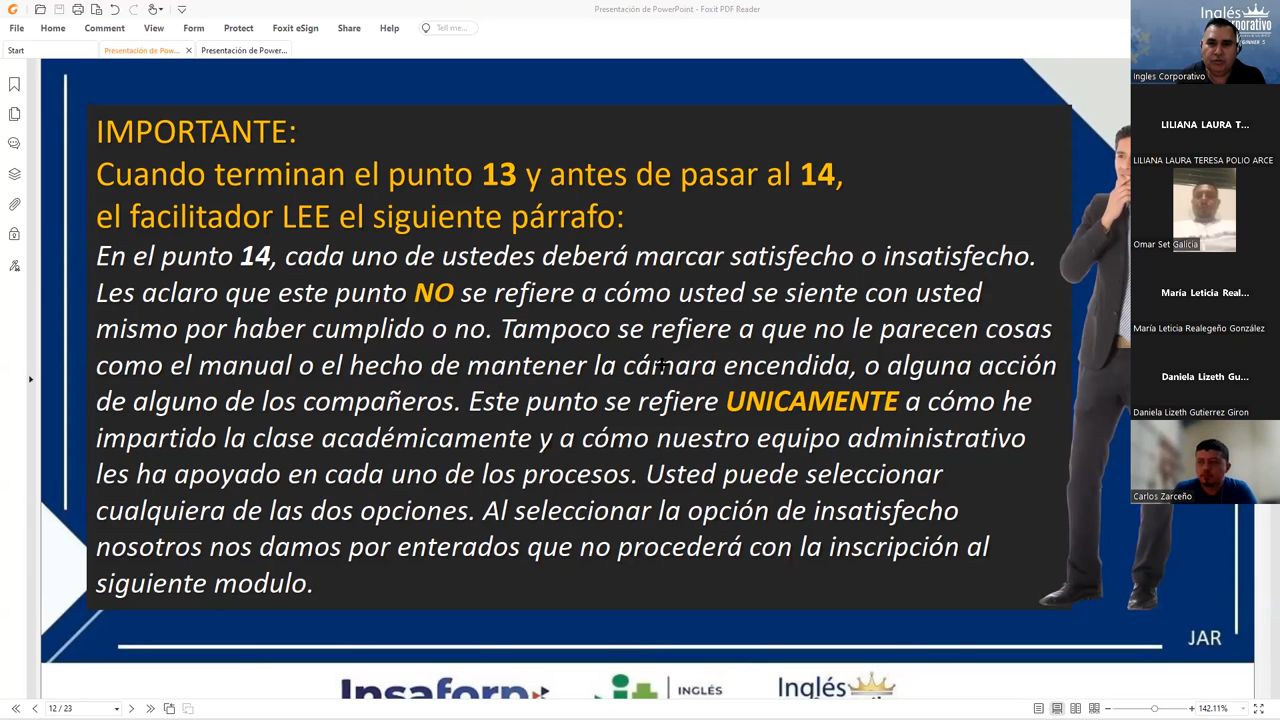 Presentación de PowerPoint - Foxit PDF Reader
File Home Comment View Form Protect Foxit eSign Share Help Tell me...
Start Presentación de Pow... Presentación de Power...
IMPORTANTE:
Cuando terminan el punto 13 y antes de pasar al 14,
el facilitador LEE el siguiente párrafo:
En el punto 14, cada uno de ustedes deberá marcar satisfecho o insatisfecho.
Les aclaro que este punto NO se refiere a cómo usted se siente con usted
mismo por haber cumplido o no. Tampoco se refiere a que no le parecen cosas
como el manual o el hecho de mantener la cámara encendida, o alguna acción
de alguno de los compañeros. Este punto se refiere UNICAMENTE a cómo he
impartido la clase académicamente y a cómo nuestro equipo administrativo
les ha apoyado en cada uno de los procesos. Usted puede seleccionar
cualquiera de las dos opciones. Al seleccionar la opción de insatisfecho
nosotros nos damos por enterados que no procederá con la inscripción al
siguiente modulo.
JAR
Insaforp
INGLÉS
Inglés
12 / 23
142.11%
Inglés
Ingles Corporativo
LILIANA LAURA T...
LILIANA LAURA TERESA POLIO ARCE
Omar Set Galicia
María Leticia Real...
María Leticia Realegeño González
Daniela Lizeth Gu...
Daniela Lizeth Gutierrez Giron
Carlos Zarceño